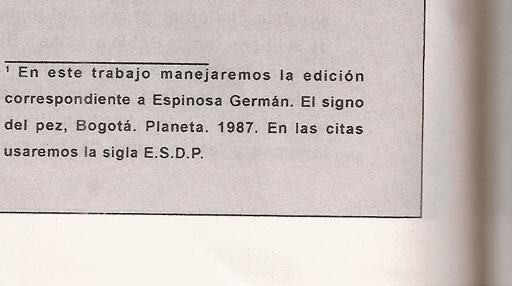 ¹ En este trabajo manejaremos la edición
correspondiente a Espinosa Germán. El signo
del pez, Bogotá. Planeta. 1987. En las citas
usaremos la sigla E.S.D.P.